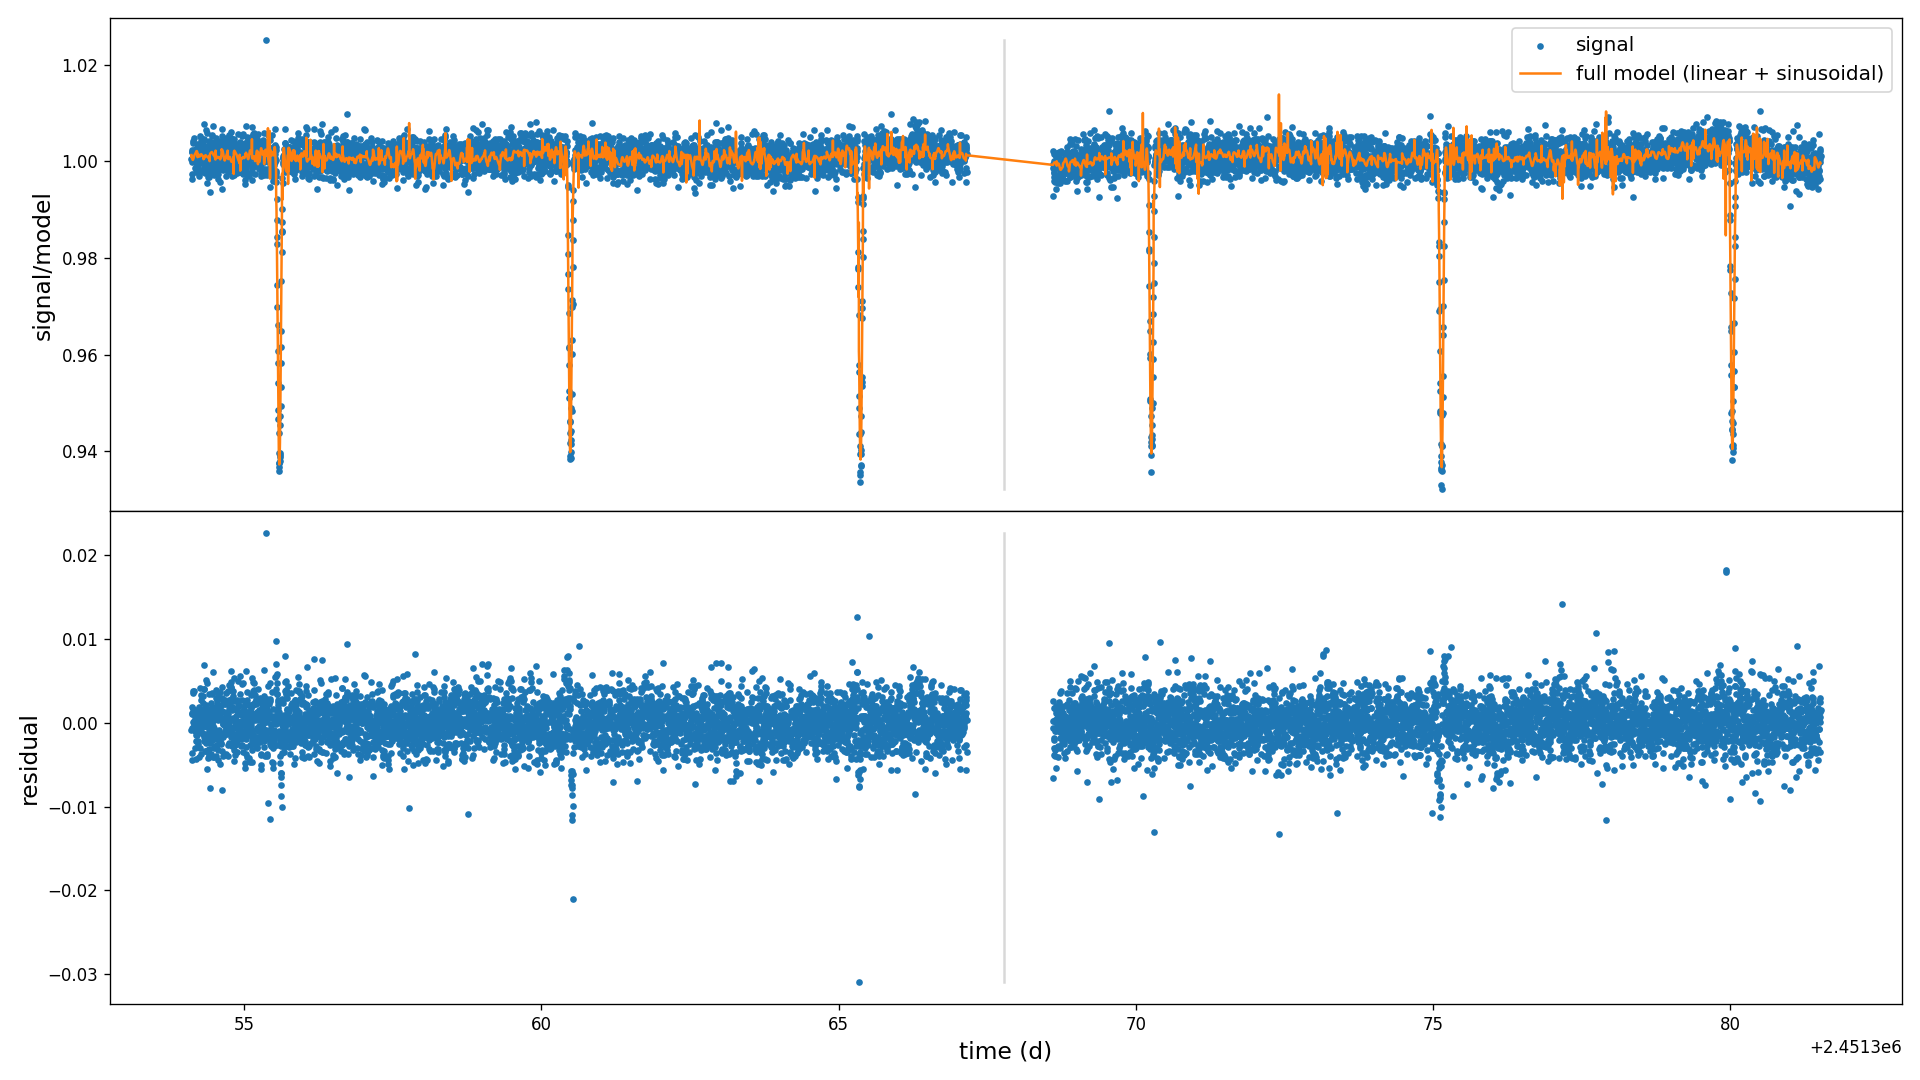 signal
full model (linear + sinusoidal)
signal/model
1.02
1.00
0.98
0.96
0.94
residual
0.02
0.01
0.00
−0.01
−0.02
−0.03
55
60
65
70
75
80
time (d)
+2.4513e6